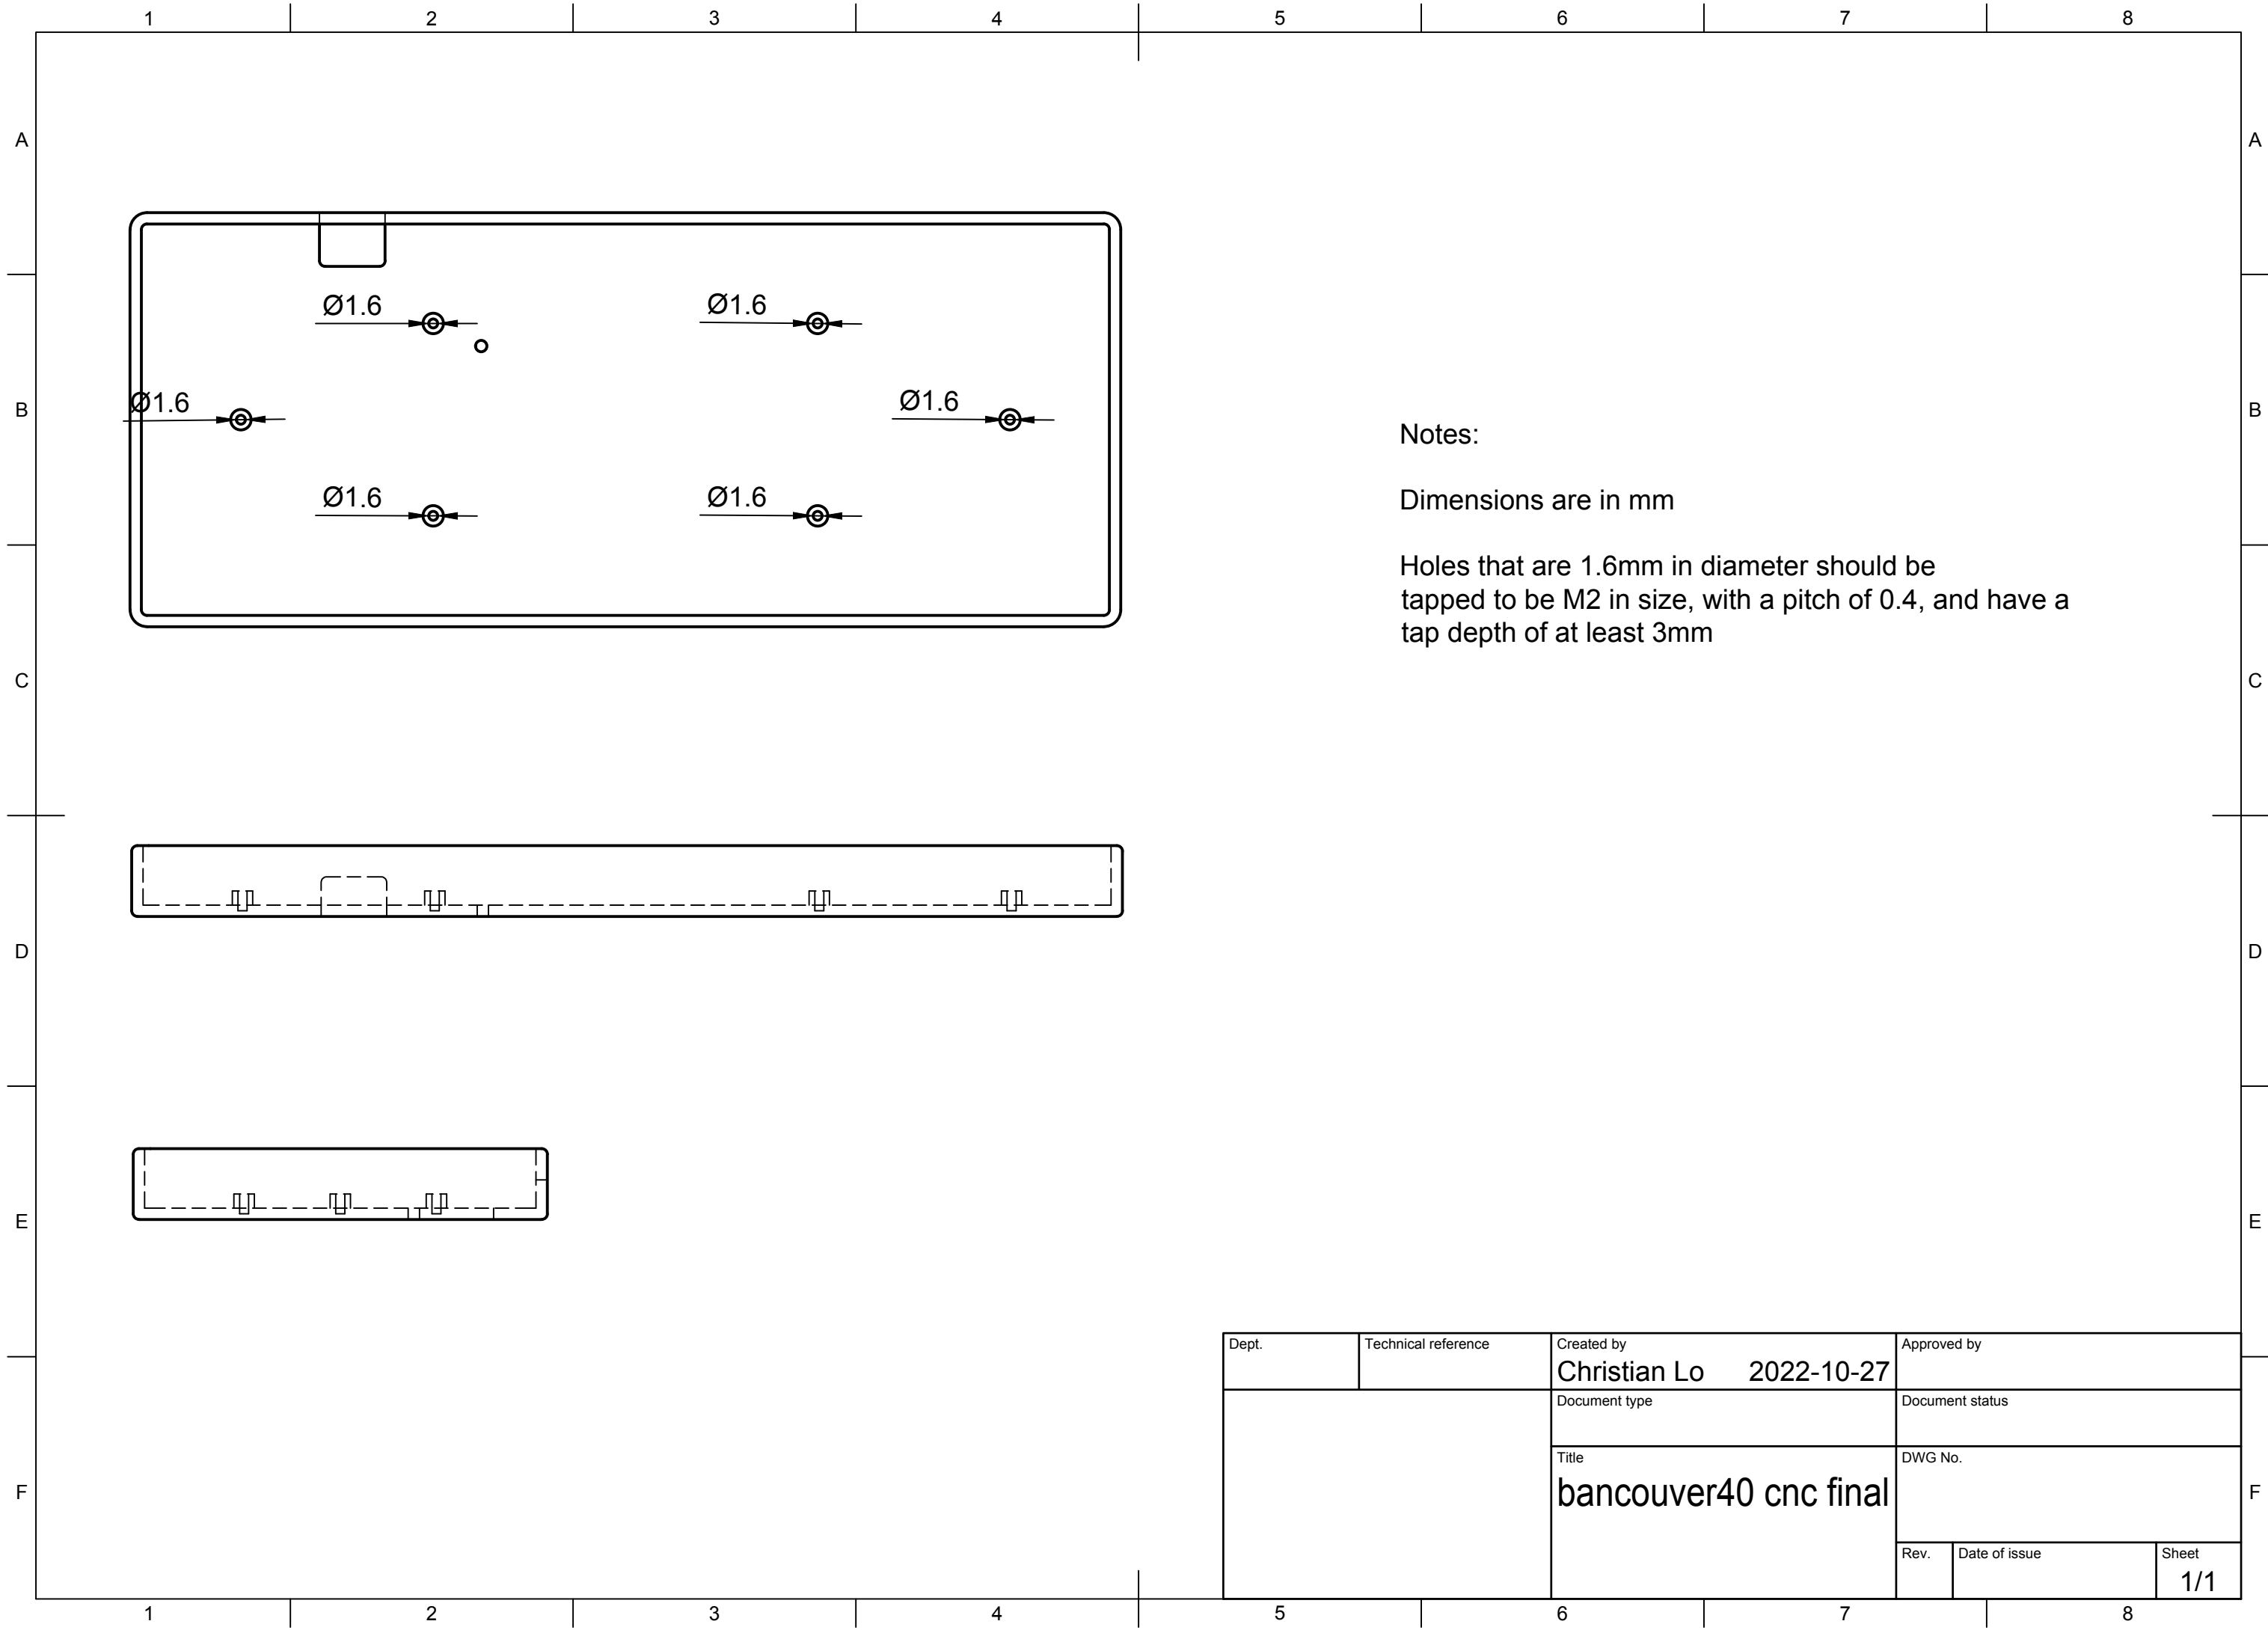 1 2 3 4 5 6 7 8
A A
Ø1.6 Ø1.6
Ø1.6 Ø1.6
B B
Notes:
Ø1.6 Ø1.6
Dimensions are in mm
Holes that are 1.6mm in diameter should be
tapped to be M2 in size, with a pitch of 0.4, and have a
tap depth of at least 3mm
C C
D D
E E
Dept. Technical reference Created by Approved by
Christian Lo 2022-10-27
Document type Document status
Title DWG No.
bancouver40 cnc final
F F
Rev. Date of issue Sheet
1/1
1 2 3 4 5 6 7 8